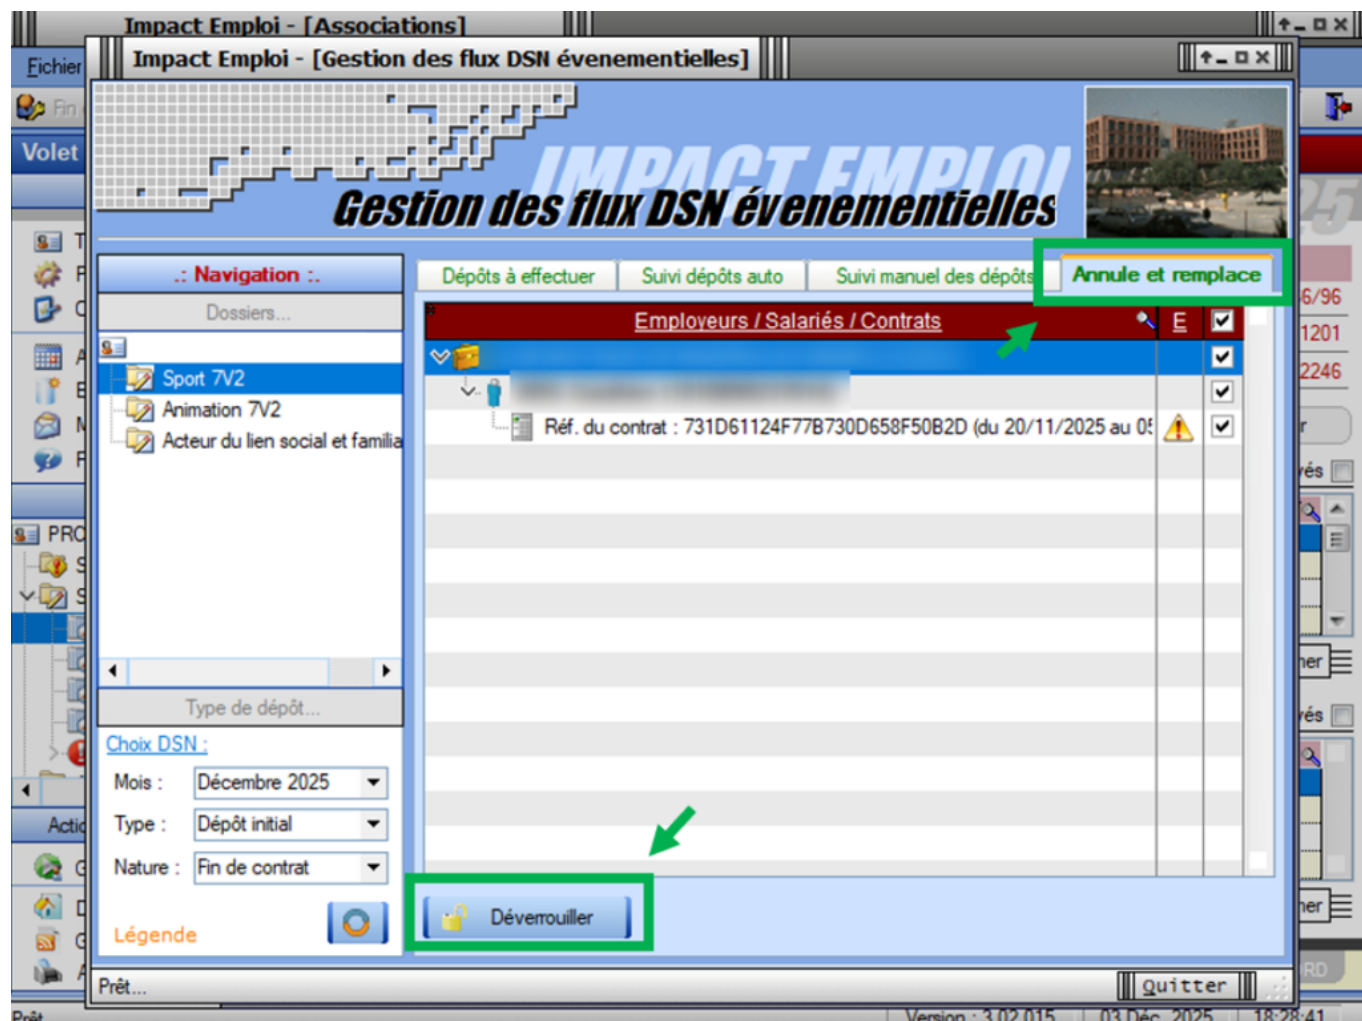 Impact Emploi - [Associations]
Impact Emploi - [Gestion des flux DSN évenementielles]
Fichier
Fin
Volet
IMPACT EMPLOI
Gestion des flux DSN évenementielles
.: Navigation :.
Dossiers...
Sport 7V2
Animation 7V2
Acteur du lien social et familia
Dépôts à effectuer
Suivi dépôts auto
Suivi manuel des dépôts
Annule et remplace
Employeurs / Salariés / Contrats
E
Réf. du contrat : 731D61124F77B730D658F50B2D (du 20/11/2025 au 05
6/96
1201
2246
PRO
Type de dépôt...
Choix DSN :
Mois : Décembre 2025
Type : Dépôt initial
Nature : Fin de contrat
Légende
Déverrouiller
Prêt...
Quitter
Prêt
Version : 3.02.015
03 Déc. 2025
18:28:41